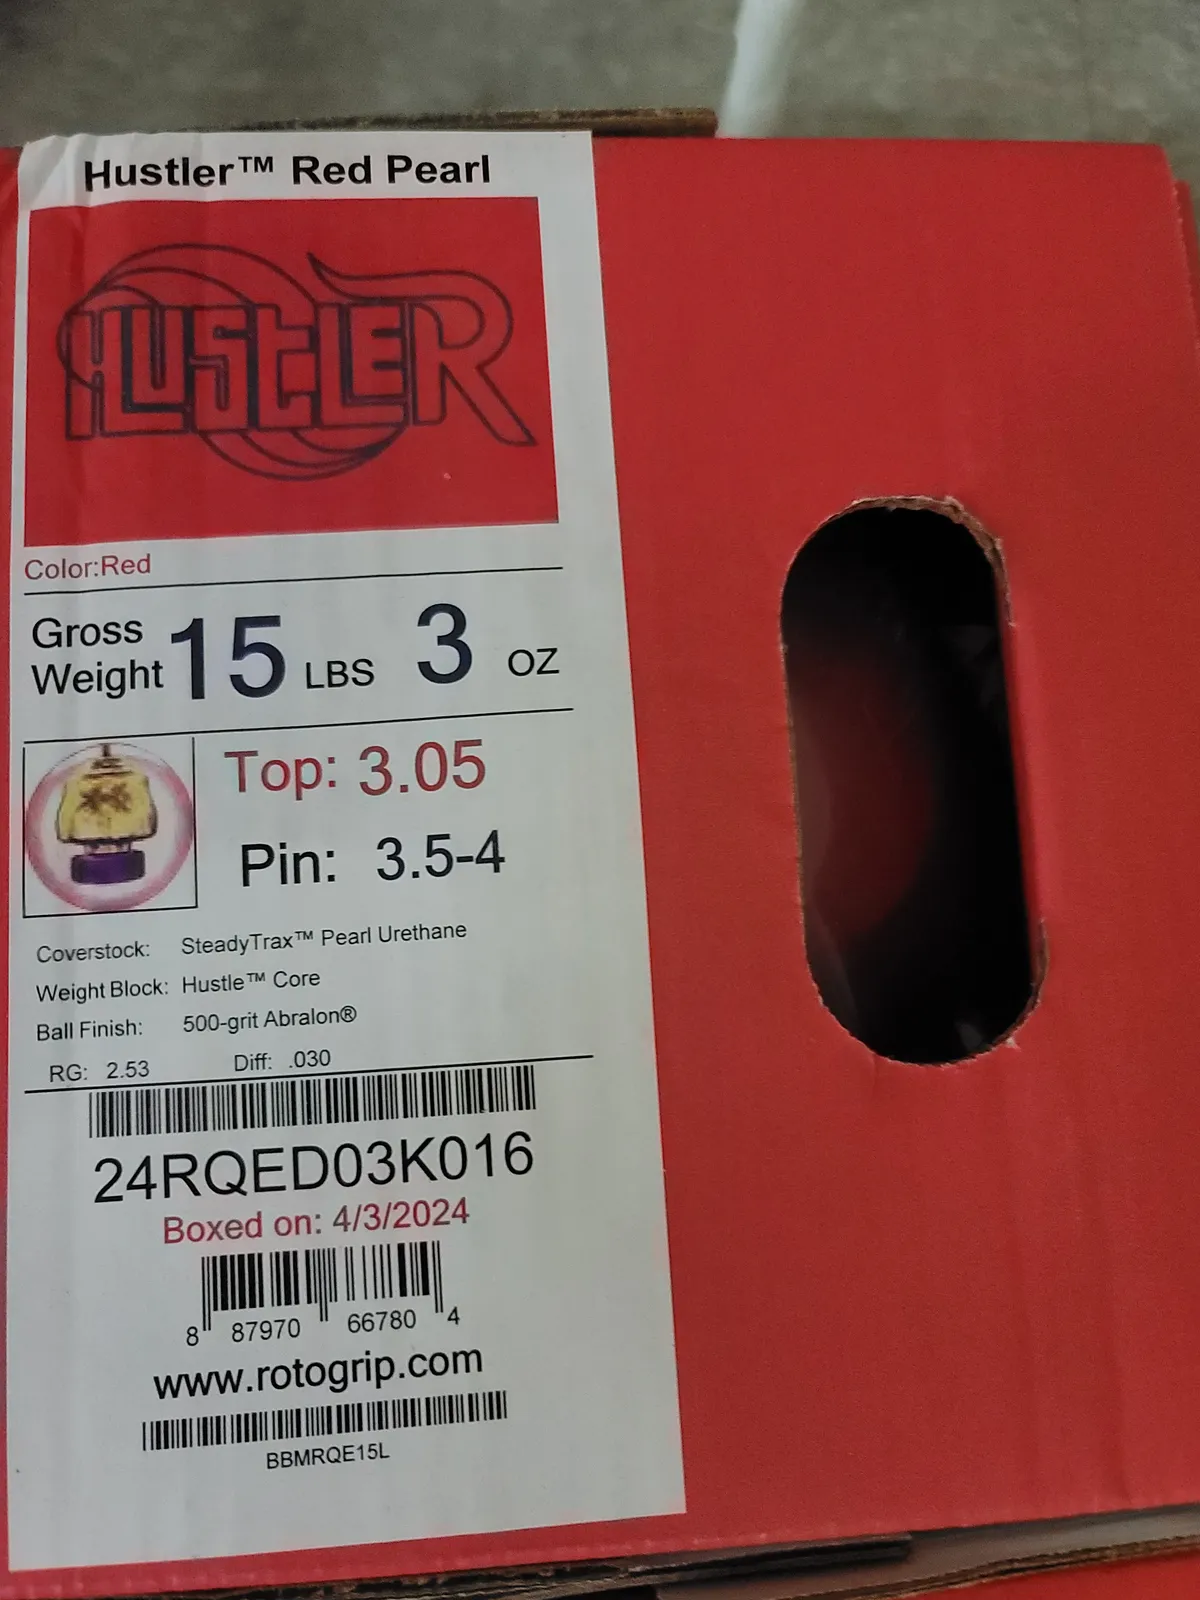 Hustler™ Red Pearl
HUSTLER
Color:Red
Gross Weight 15 LBS 3 OZ
Top: 3.05
Pin: 3.5-4
Coverstock: SteadyTrax™ Pearl Urethane
Weight Block: Hustle™ Core
Ball Finish: 500-grit Abralon®
RG: 2.53 Diff: .030
24RQED03K016
Boxed on: 4/3/2024
8 87970 66780 4
www.rotogrip.com
BBMRQE15L